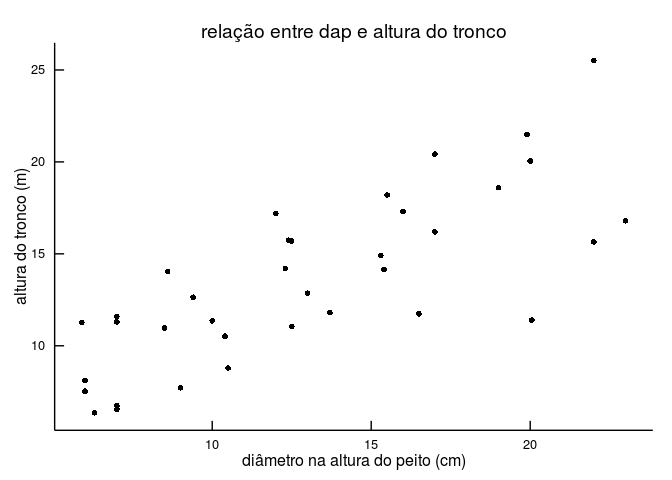 relação entre dap e altura do tronco
altura do tronco (m)
25
20
15
10
10 15 20
diâmetro na altura do peito (cm)